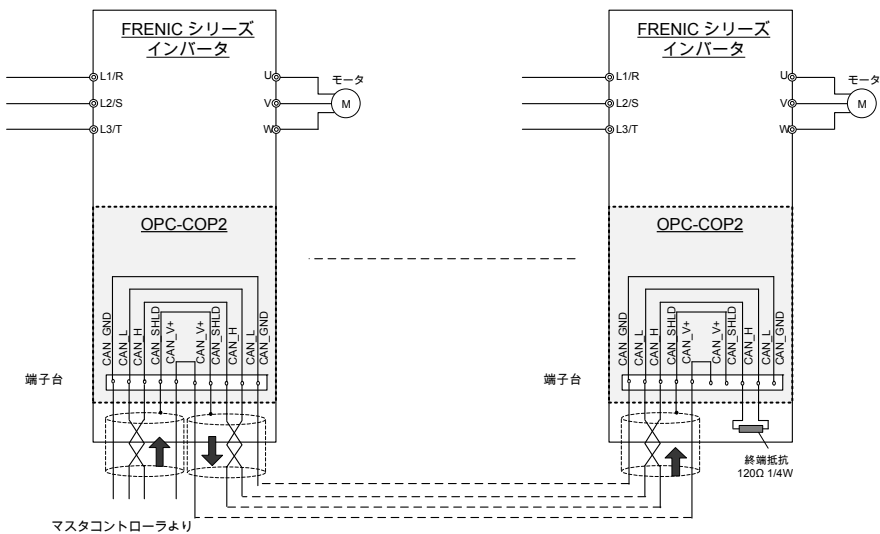 FRENIC シリーズ
インバータ
L1/R
L2/S
L3/T
U
V
W
モータ
M
OPC-COP2
CAN_GND
CAN_L
CAN_H
CAN_SHLD
CAN_V+
CAN_V+
CAN_SHLD
CAN_H
CAN_L
CAN_GND
端子台
マスタコントローラより
FRENIC シリーズ
インバータ
L1/R
L2/S
L3/T
U
V
W
モータ
M
OPC-COP2
CAN_GND
CAN_L
CAN_H
CAN_SHLD
CAN_V+
CAN_V+
CAN_SHLD
CAN_H
CAN_L
CAN_GND
端子台
終端抵抗
120Ω 1/4W